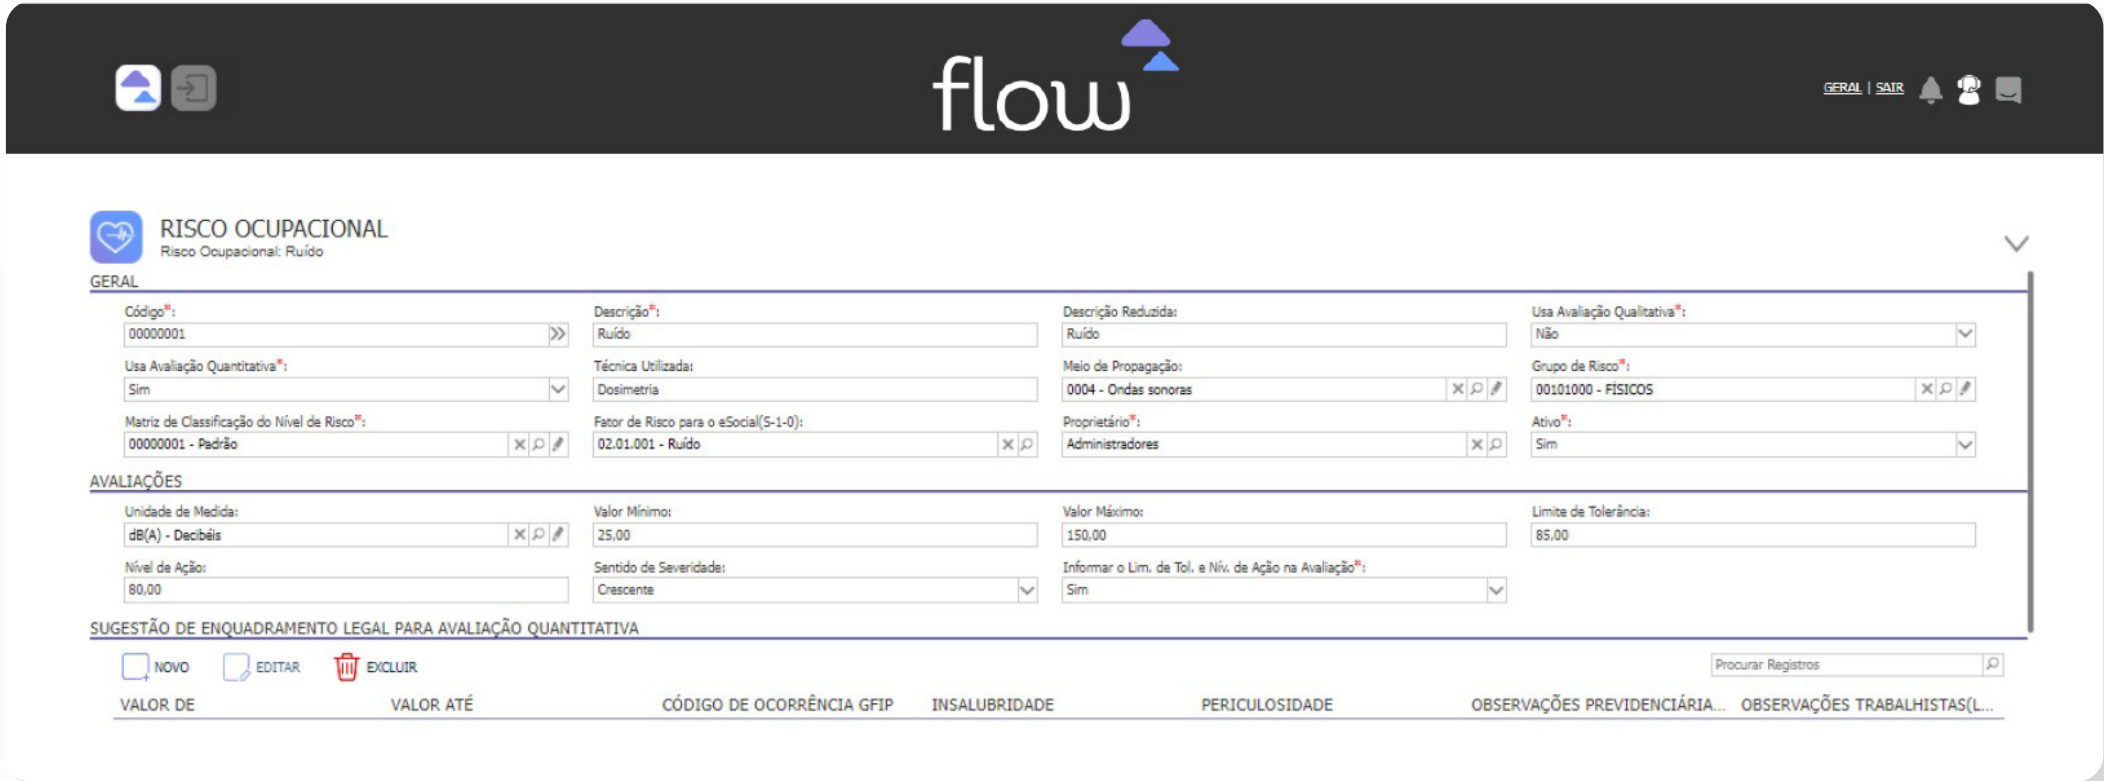 flow
GERAL | SAIR
RISCO OCUPACIONAL
Risco Ocupacional: Ruído
GERAL
Código*: Descrição*: Descrição Reduzida: Usa Avaliação Qualitativa*:
00000001 Ruído Ruído Não
Usa Avaliação Quantitativa*: Técnica Utilizada: Meio de Propagação: Grupo de Risco*:
Sim Dosimetria 0004 - Ondas sonoras 00101000 - FÍSICOS
Matriz de Classificação do Nível de Risco*: Fator de Risco para o eSocial(S-1-0): Proprietário*: Ativo*:
00000001 - Padrão 02.01.001 - Ruído Administradores Sim
AVALIAÇÕES
Unidade de Medida: Valor Mínimo: Valor Máximo: Limite de Tolerância:
dB(A) - Decibéis 25,00 150,00 85,00
Nível de Ação: Sentido de Severidade: Informar o Lim. de Tol. e Nív. de Ação na Avaliação*:
80,00 Crescente Sim
SUGESTÃO DE ENQUADRAMENTO LEGAL PARA AVALIAÇÃO QUANTITATIVA
NOVO EDITAR EXCLUIR Procurar Registros
VALOR DE VALOR ATÉ CÓDIGO DE OCORRÊNCIA GFIP INSALUBRIDADE PERICULOSIDADE OBSERVAÇÕES PREVIDENCIÁRIA... OBSERVAÇÕES TRABALHISTAS(L...